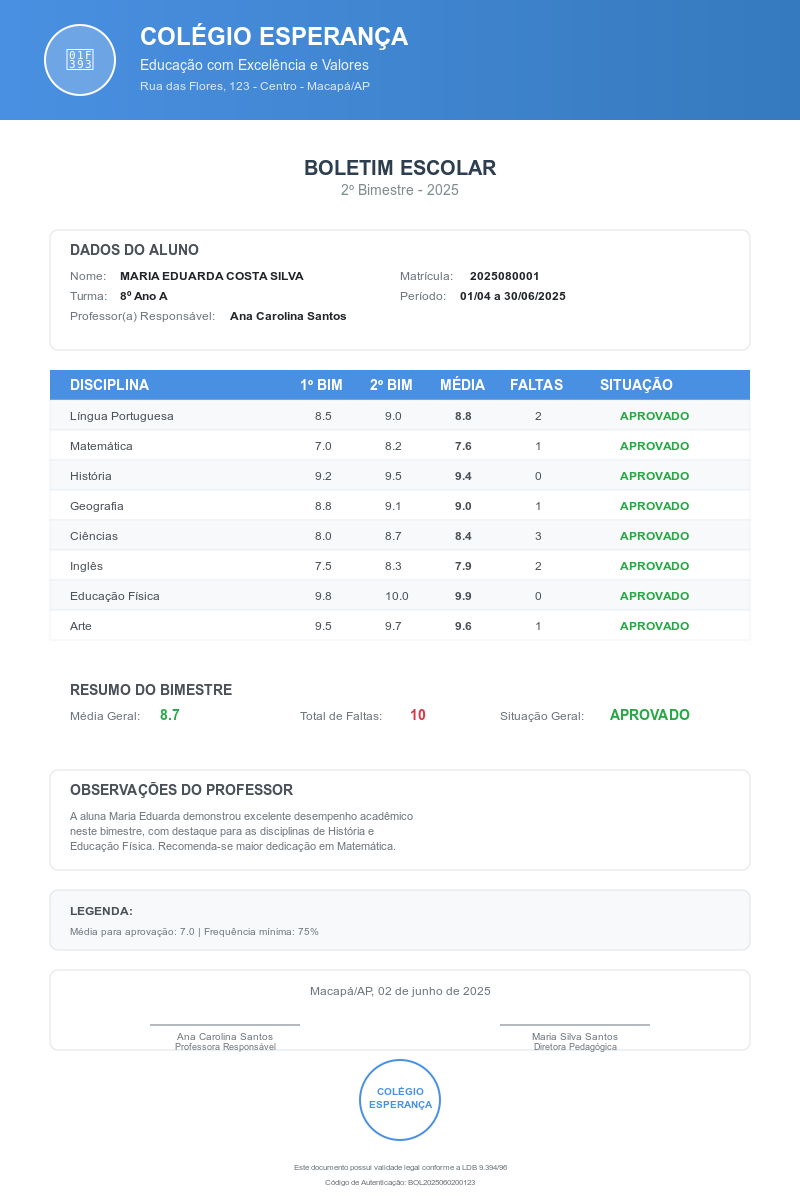 COLÉGIO ESPERANÇA
Educação com Excelência e Valores
Rua das Flores, 123 - Centro - Macapá/AP
01F
393
BOLETIM ESCOLAR
2º Bimestre - 2025
DADOS DO ALUNO
Nome: MARIA EDUARDA COSTA SILVA Matrícula: 2025080001
Turma: 8º Ano A Período: 01/04 a 30/06/2025
Professor(a) Responsável: Ana Carolina Santos
DISCIPLINA 1º BIM 2º BIM MÉDIA FALTAS SITUAÇÃO
Língua Portuguesa 8.5 9.0 8.8 2 APROVADO
Matemática 7.0 8.2 7.6 1 APROVADO
História 9.2 9.5 9.4 0 APROVADO
Geografia 8.8 9.1 9.0 1 APROVADO
Ciências 8.0 8.7 8.4 3 APROVADO
Inglês 7.5 8.3 7.9 2 APROVADO
Educação Física 9.8 10.0 9.9 0 APROVADO
Arte 9.5 9.7 9.6 1 APROVADO
RESUMO DO BIMESTRE
Média Geral: 8.7 Total de Faltas: 10 Situação Geral: APROVADO
OBSERVAÇÕES DO PROFESSOR
A aluna Maria Eduarda demonstrou excelente desempenho acadêmico
neste bimestre, com destaque para as disciplinas de História e
Educação Física. Recomenda-se maior dedicação em Matemática.
LEGENDA:
Média para aprovação: 7.0 | Frequência mínima: 75%
Macapá/AP, 02 de junho de 2025
Ana Carolina Santos Maria Silva Santos
Professora Responsável Diretora Pedagógica
COLÉGIO
ESPERANÇA
Este documento possui validade legal conforme a LDB 9.394/96
Código de Autenticação: BOL2025060200123